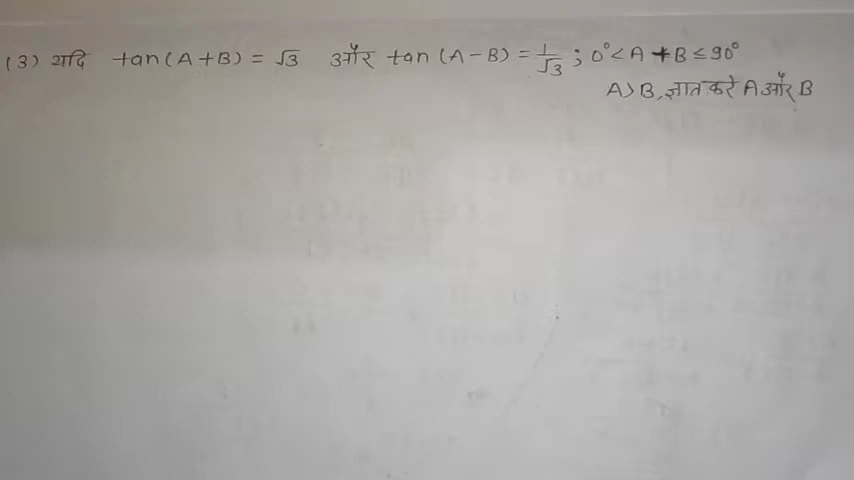 (3) यदि tan(A+B) = √3 और tan(A-B) = 1/√3 ; 0°<A+B≤90°
A>B, ज्ञात करे A और B